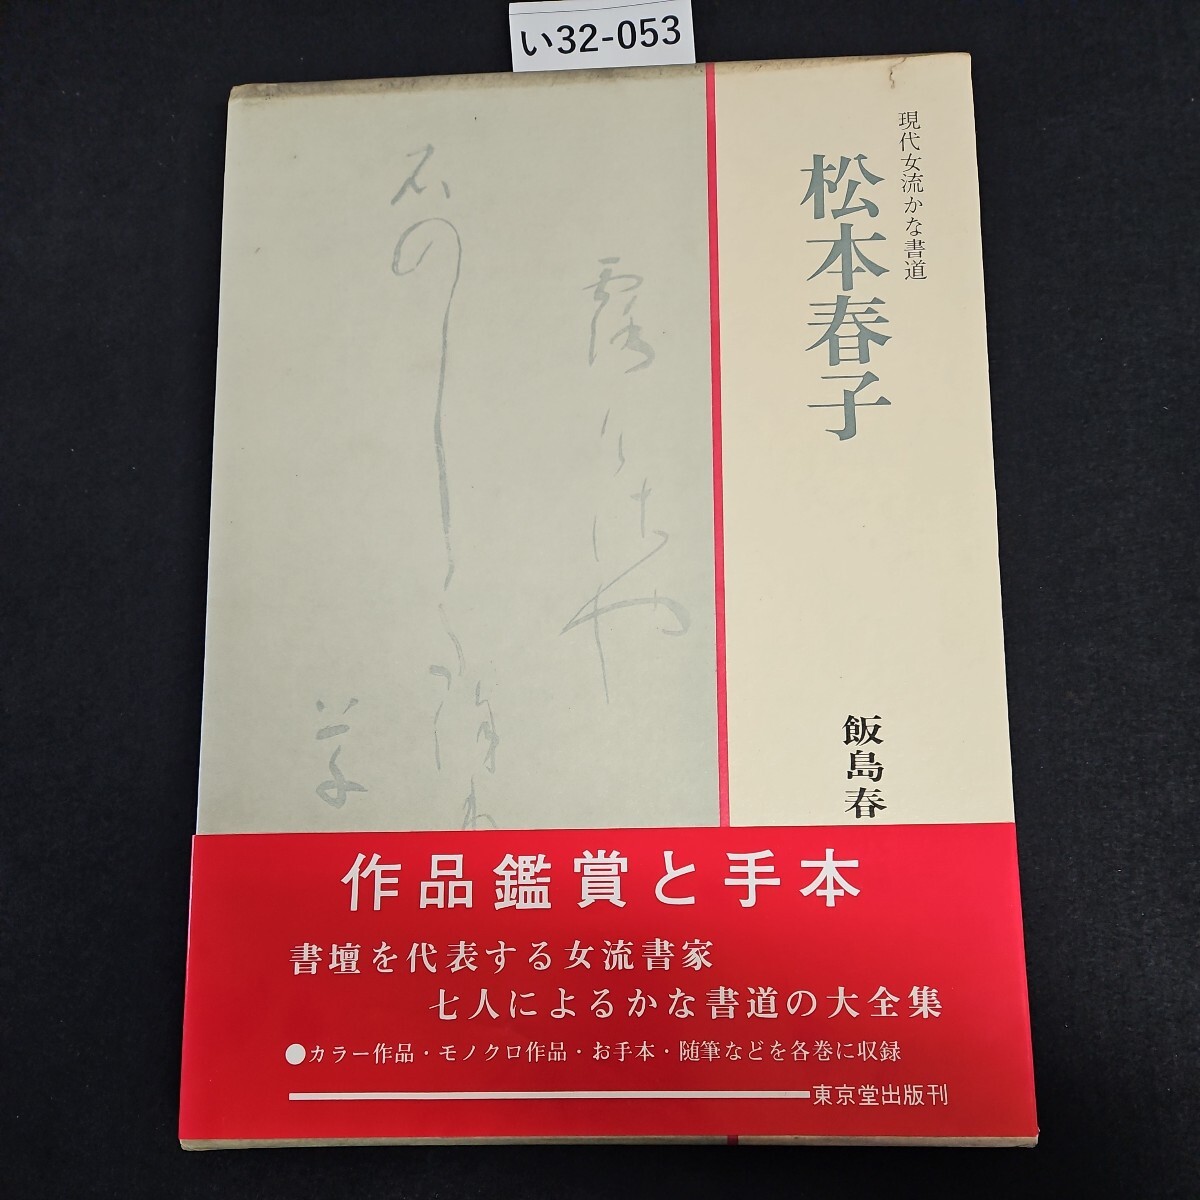 い32-053
現代女流かな書道
松本春子
飯島春
作品鑑賞と手本
書壇を代表する女流書家
七人によるかな書道の大全集
●カラー作品・モノクロ作品・お手本・随筆などを各巻に収録
東京堂出版刊